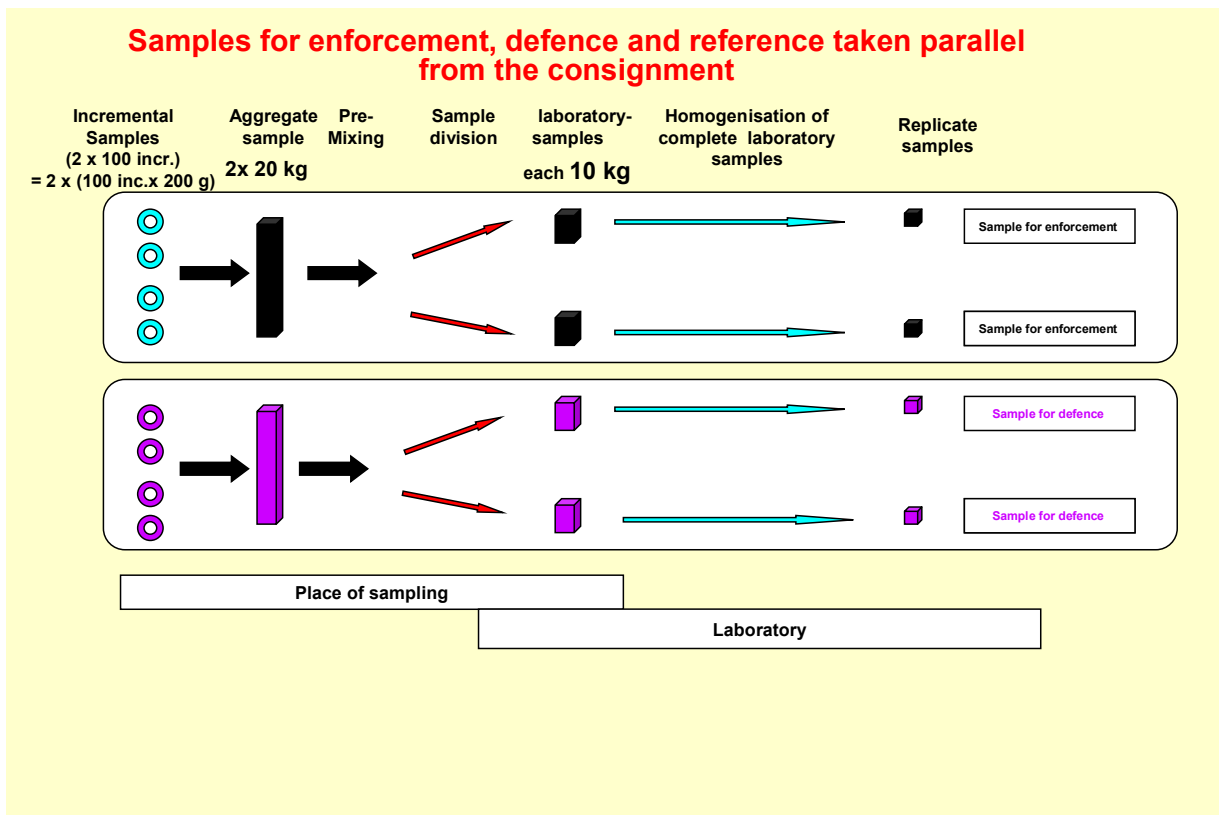 Samples for enforcement, defence and reference taken parallel
from the consignment
Incremental
Samples
(2 x 100 incr.)
= 2 x (100 inc.x 200 g)
Aggregate
sample
2x 20 kg
Pre-
Mixing
Sample
division
laboratory-
samples
each 10 kg
Homogenisation of
complete laboratory
samples
Replicate
samples
Sample for enforcement
Sample for enforcement
Sample for defence
Sample for defence
Place of sampling
Laboratory